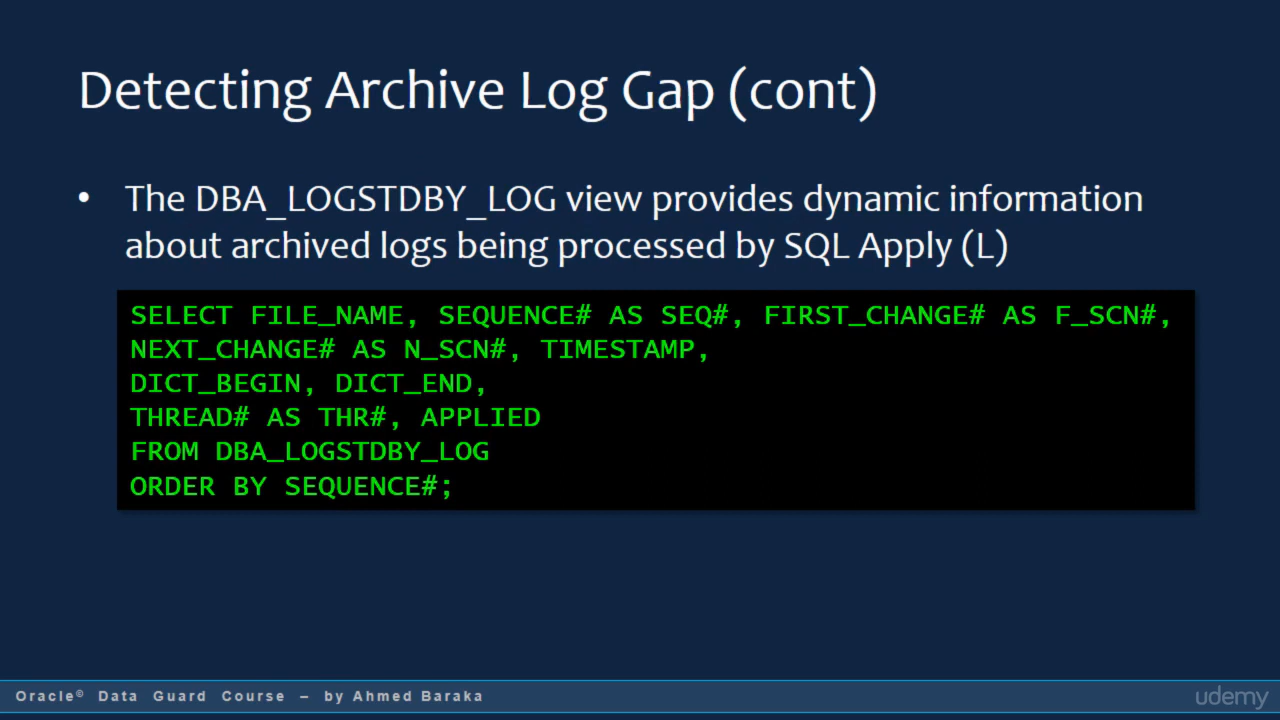 Detecting Archive Log Gap (cont)
• The DBA_LOGSTDBY_LOG view provides dynamic information
about archived logs being processed by SQL Apply (L)
SELECT FILE_NAME, SEQUENCE# AS SEQ#, FIRST_CHANGE# AS F_SCN#,
NEXT_CHANGE# AS N_SCN#, TIMESTAMP,
DICT_BEGIN, DICT_END,
THREAD# AS THR#, APPLIED
FROM DBA_LOGSTDBY_LOG
ORDER BY SEQUENCE#;
Oracle© Data Guard Course – by Ahmed Baraka
udemy